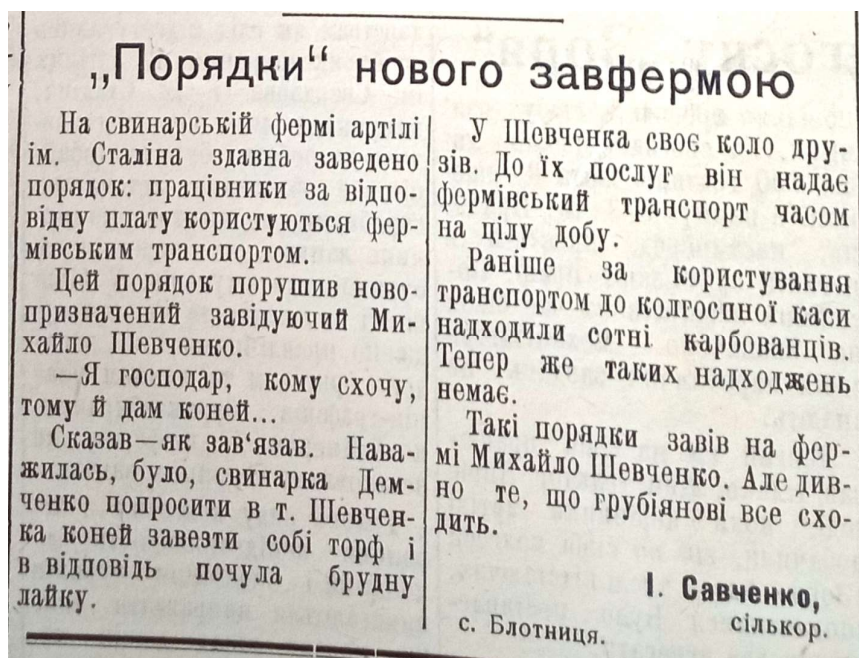 „Порядки“ нового завфермою
На свинарській фермі артілі
ім. Сталіна здавна заведено
порядок: працівники за відпо-
відну плату користуються фер-
мівським транспортом.
Цей порядок порушив ново-
призначений завідуючий Ми-
хайло Шевченко.
—Я господар, кому схочу,
тому й дам коней...
Сказав—як зав'язав. Нава-
жилась, було, свинарка Дем-
ченко попросити в т. Шевчен-
ка коней завезти собі торф і
в відповідь почула брудну
лайку.
У Шевченка своє коло дру-
зів. До їх послуг він надає
фермівський транспорт часом
на цілу добу.
Раніше за користування
транспортом до колгоспної каси
надходили сотні карбованців.
Тепер же таких надходжень
немає.
Такі порядки завів на фер-
мі Михайло Шевченко. Але див-
но те, що грубіянові все схо-
дить.
І. Савченко,
сількор.
с. Блотниця.